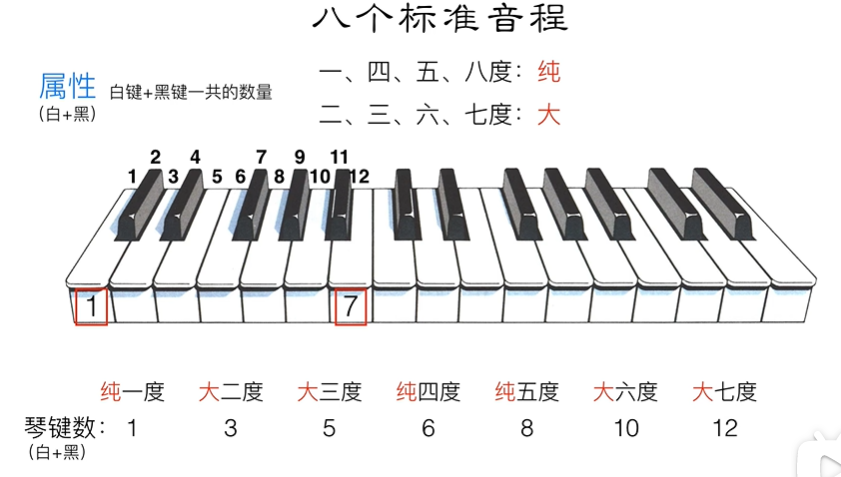 八个标准音程
属性 白键+黑键一共的数量
(白+黑)
一、四、五、八度：纯
二、三、六、七度：大
2 4 7 9 11
1 3 5 6 8 10 12
1 7
纯一度 大二度 大三度 纯四度 纯五度 大六度 大七度
琴键数：1 3 5 6 8 10 12
(白+黑)